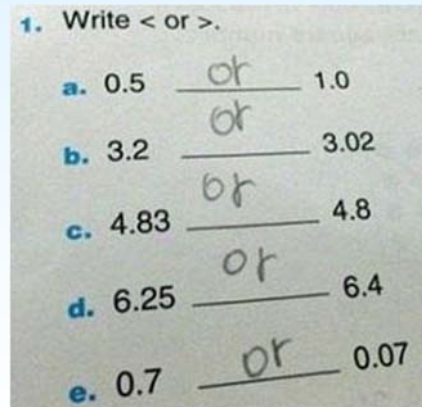 1. Write < or >.
a. 0.5 or 1.0
b. 3.2 or 3.02
c. 4.83 or 4.8
d. 6.25 or 6.4
e. 0.7 or 0.07